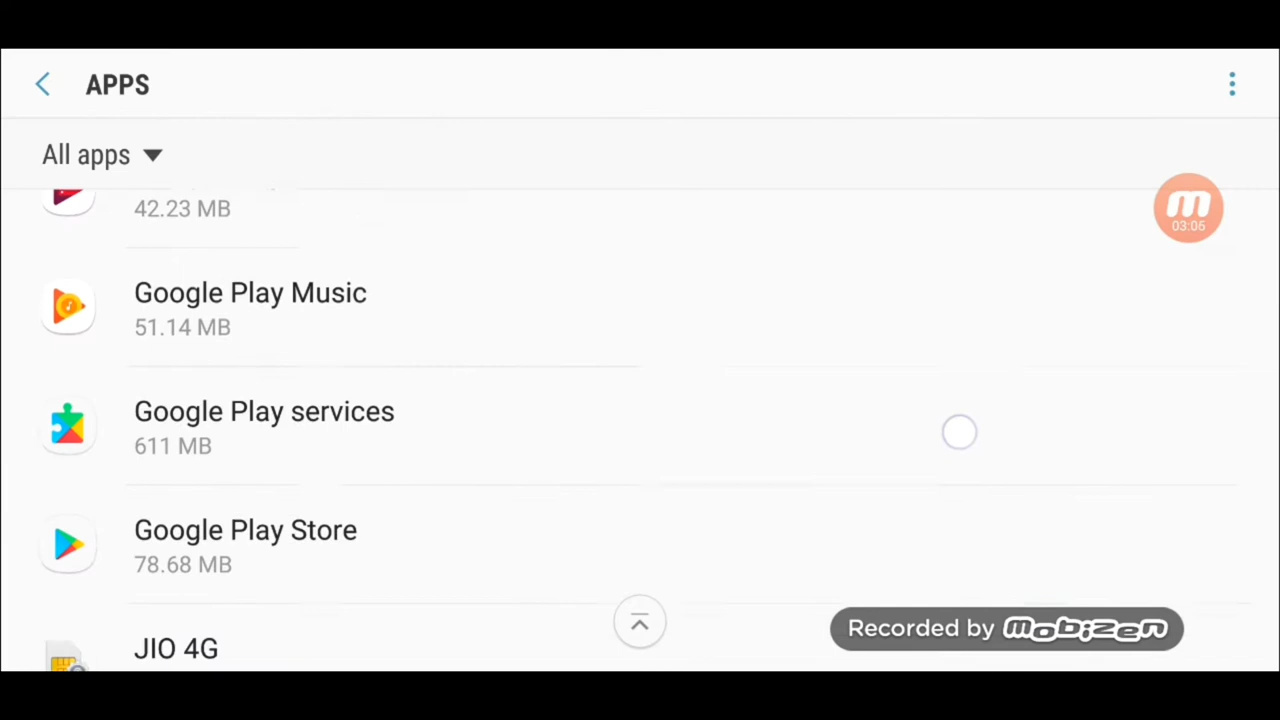 APPS
All apps
42.23 MB
03:06
Google Play Music
51.14 MB
Google Play services
611 MB
Google Play Store
78.68 MB
Recorded by mobizen
JIO 4G